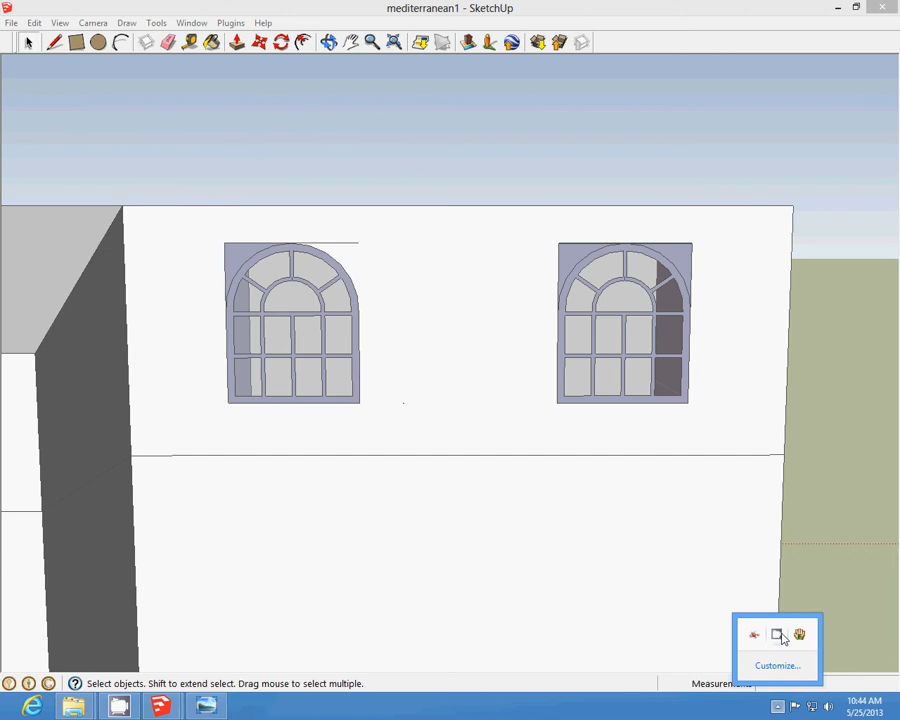 mediterranean1 - SketchUp
File Edit View Camera Draw Tools Window Plugins Help
Customize...
Select objects. Shift to extend select. Drag mouse to select multiple.
10:44 AM
5/25/2013